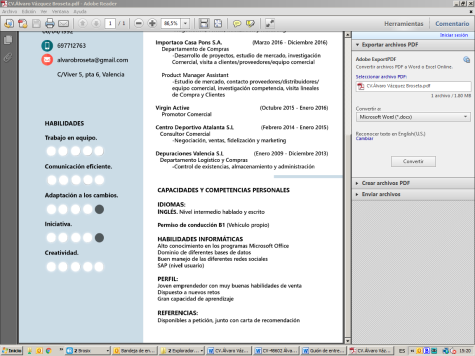 CV.Álvaro Vázquez Broseta.pdf - Adobe Reader
Archivo Edición Ver Ventana Ayuda
1 / 1
86,5%
Herramientas
Comentario
697712763
alvarobroseta@gmail.com
C/Viver 5, pta 6, Valencia
HABILIDADES
Trabajo en equipo.
Comunicación eficiente.
Adaptación a los cambios.
Iniciativa.
Creatividad.
Importaco Casa Pons S.A. (Marzo 2016 - Diciembre 2016)
Departamento de Compras
-Desarrollo de proyectos, estudio de mercado, investigación
Comercial, visita a clientes/proveedores/equipo comercial
Product Manager Assistant
-Estudio de mercado, contacto proveedores/distribuidores/
equipo comercial, investigación competencia, visita lineales
de Compra y Clientes
Virgin Active (Octubre 2015 - Enero 2016)
Promotor Comercial
Centro Deportivo Atalanta S.L (Febrero 2014 - Enero 2015)
Consultor Comercial
-Negociación, ventas, fidelización y marketing
Depuraciones Valencia S.L (Enero 2009 - Diciembre 2013)
Departamento Logístico y Compras
-Control de existencias, almacenamiento y administración
CAPACIDADES Y COMPETENCIAS PERSONALES
IDIOMAS:
INGLÉS. Nivel intermedio hablado y escrito
Permiso de conducción B1 (Vehículo propio)
HABILIDADES INFORMÁTICAS
Alto conocimiento en los programas Microsoft Office
Dominio de diferentes bases de datos
Buen manejo de las diferentes redes sociales
SAP (nivel usuario)
PERFIL:
Joven emprendedor con muy buenas habilidades de venta
Dispuesto a nuevos retos
Gran capacidad de aprendizaje
REFERENCIAS:
Disponibles a petición, junto con carta de recomendación
Iniciar sesión
Exportar archivos PDF
Adobe ExportPDF
Convertir archivos PDF a Word o Excel Online.
Seleccionar archivo PDF:
CV.Álvaro Vázquez Broseta.pdf
1 archivo / 1,80 MB
Convertir a:
Microsoft Word (*.docx)
Reconocer texto en English(U.S.)
Cambiar
Convertir
Crear archivos PDF
Enviar archivos
Inicio
Bandeja de en...
2 Explorador...
CV.Álvaro Váz...
Guión de entre...
CV.Álvaro Váz...
ES
15:20